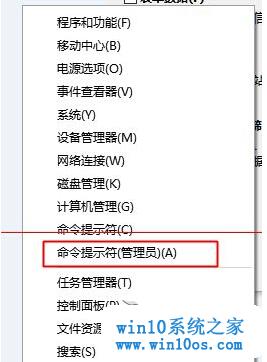 程序和功能(F)
移动中心(B)
电源选项(O)
事件查看器(V)
系统(Y)
设备管理器(M)
网络连接(W)
磁盘管理(K)
计算机管理(G)
命令提示符(C)
命令提示符(管理员)(A)
任务管理器(T)
控制面板(P)
文件资源
搜索(S)
win10系统之家
www.win10os.com